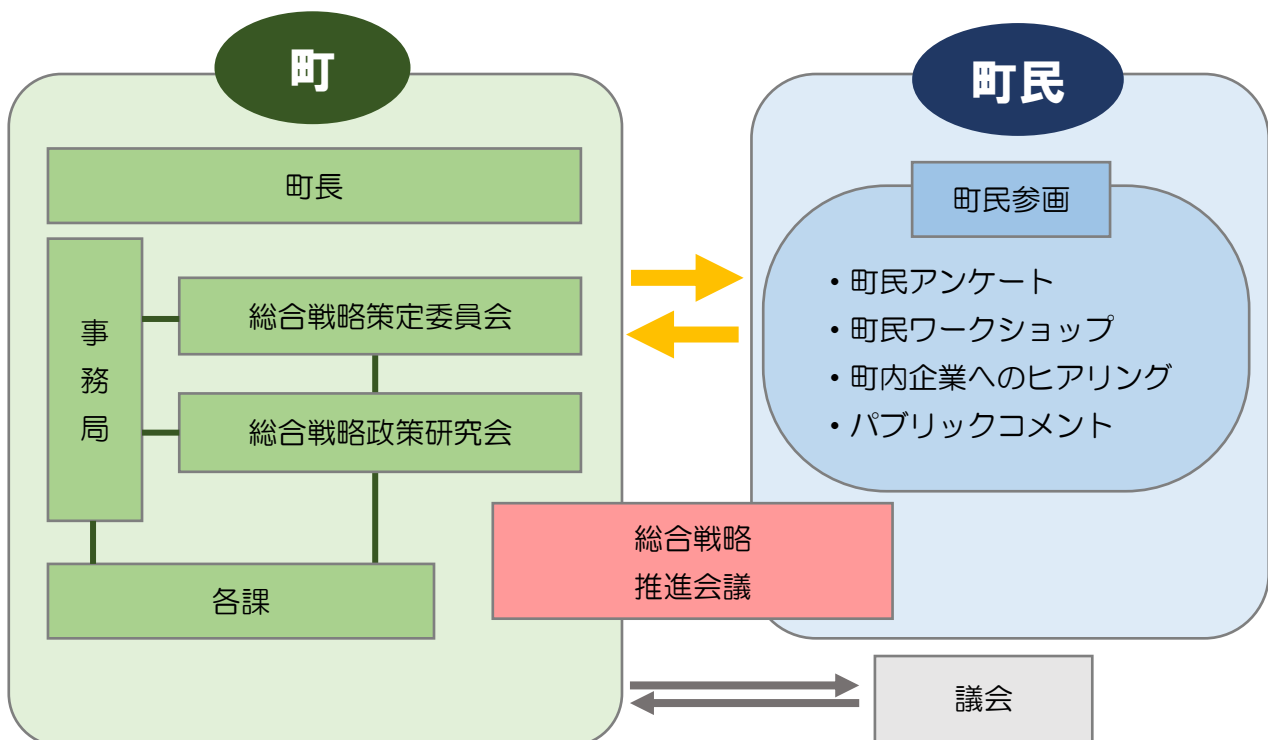 町
町長
事務局
総合戦略策定委員会
総合戦略政策研究会
各課
町民
町民参画
・町民アンケート
・町民ワークショップ
・町内企業へのヒアリング
・パブリックコメント
総合戦略
推進会議
議会